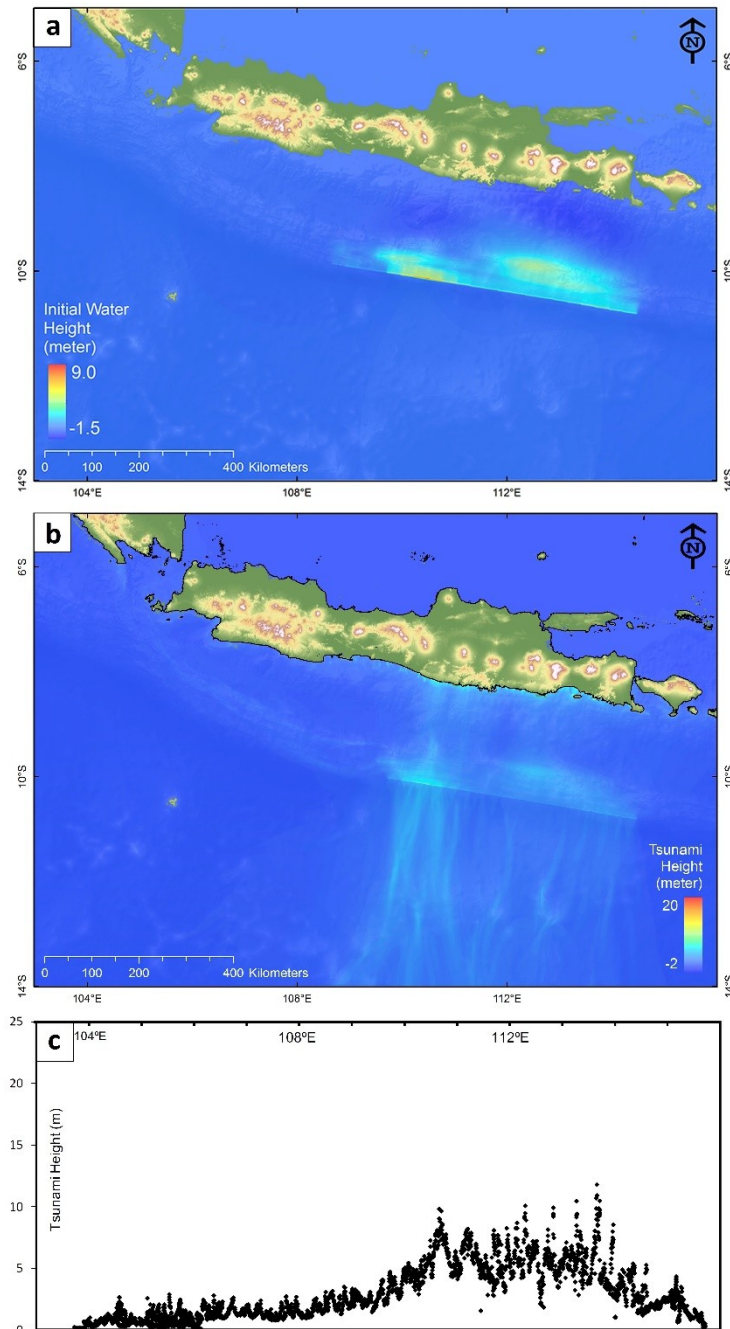 a
N
6°S
6°S
10°S
10°S
Initial Water
Height
(meter)
9.0
-1.5
0 100 200 400 Kilometers
14°S
14°S
104°E
108°E
112°E
b
N
6°S
6°S
10°S
10°S
Tsunami
Height
(meter)
20
-2
0 100 200 400 Kilometers
14°S
14°S
104°E
108°E
112°E
c
104°E
108°E
112°E
25
20
15
10
5
0
Tsunami Height (m)